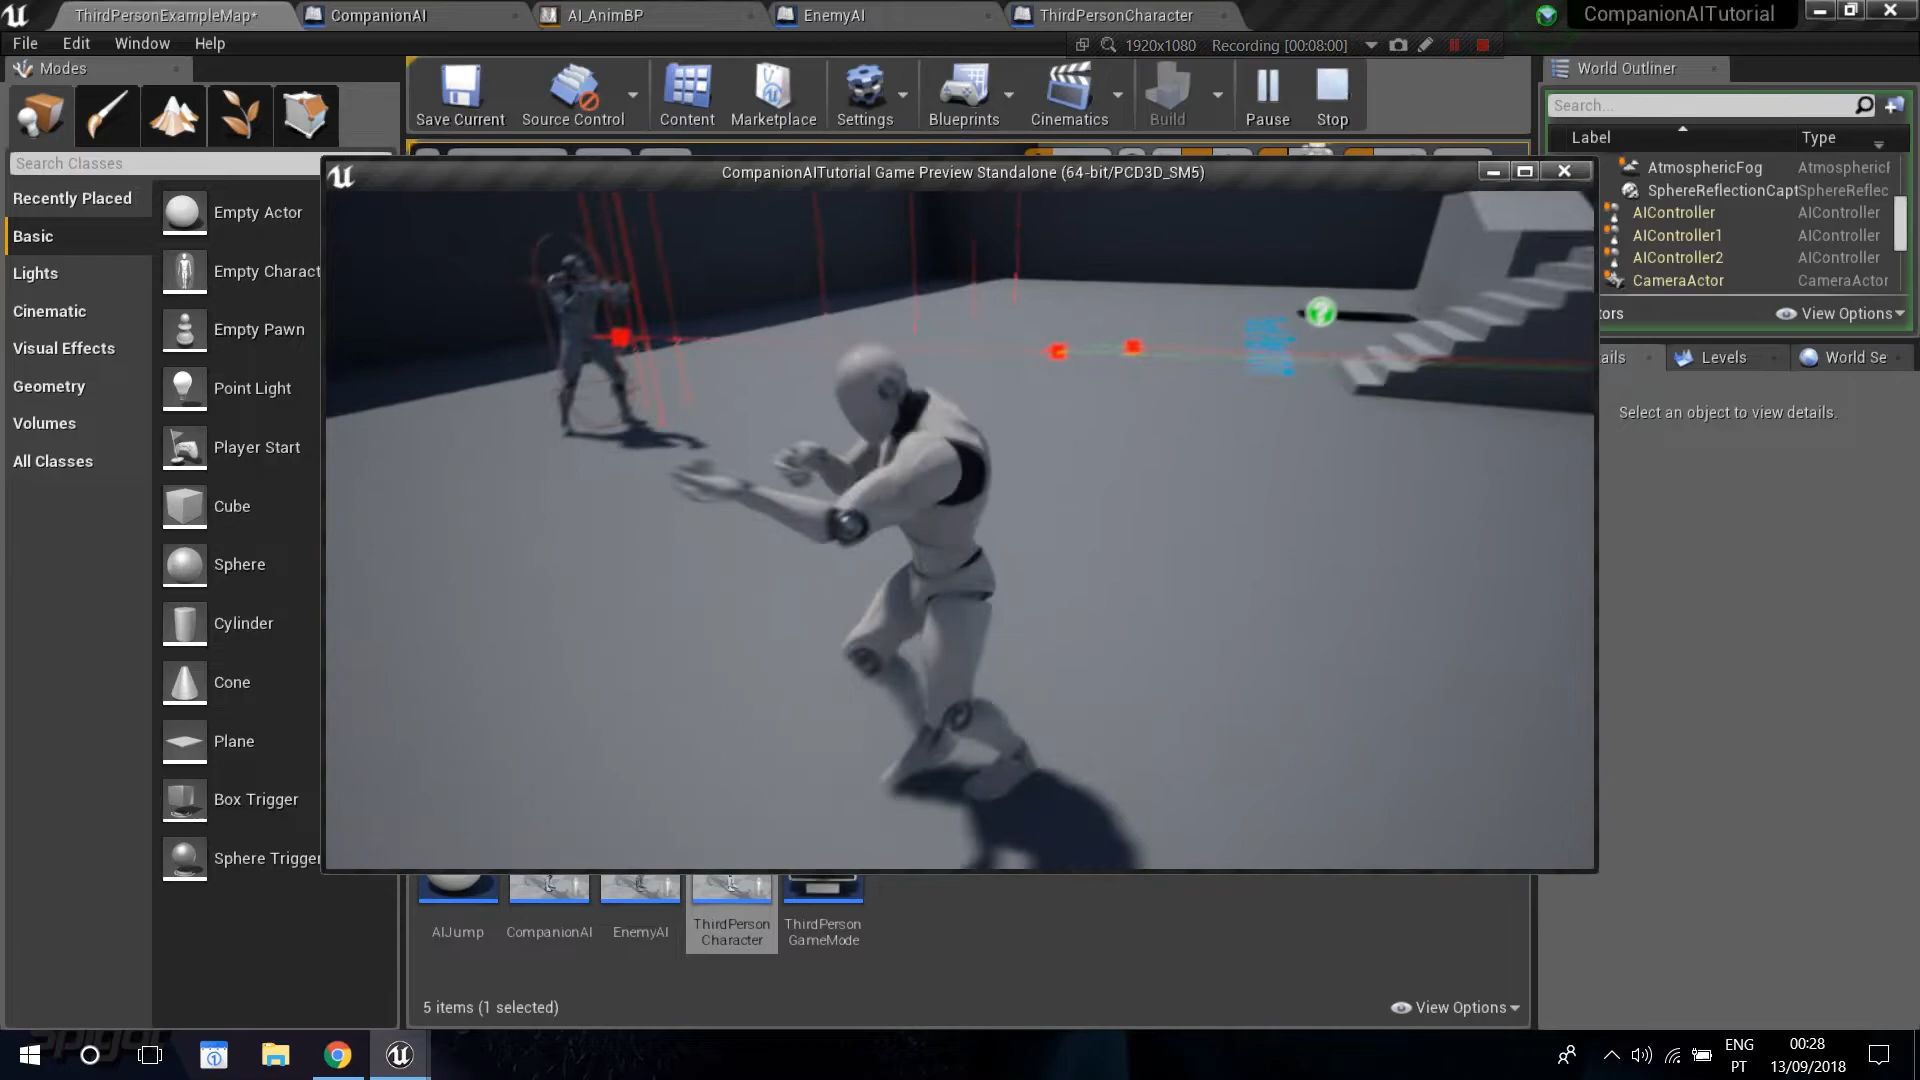 ThirdPersonExampleMap*
CompanionAI
AI_AnimBP
EnemyAI
ThirdPersonCharacter
CompanionAITutorial
File Edit Window Help
1920x1080 Recording [00:08:00]
Modes
World Outliner
Save Current
Source Control
Content
Marketplace
Settings
Blueprints
Cinematics
Build
Pause
Stop
Search...
Label
Type
Search Classes
CompanionAITutorial Game Preview Standalone (64-bit/PCD3D_SM5)
AtmosphericFog Atmospherict
SphereReflectionCapt SphereReflec
AIController AIController
AIController1 AIController
AIController2 AIController
CameraActor CameraActor
tors
View Options
ails
Levels
World Se
Select an object to view details.
Recently Placed
Basic
Lights
Cinematic
Visual Effects
Geometry
Volumes
All Classes
Empty Actor
Empty Charact
Empty Pawn
Point Light
Player Start
Cube
Sphere
Cylinder
Cone
Plane
Box Trigger
Sphere Trigger
AIJump
CompanionAI
EnemyAI
ThirdPerson
Character
ThirdPerson
GameMode
5 items (1 selected)
View Options
ENG
PT
00:28
13/09/2018